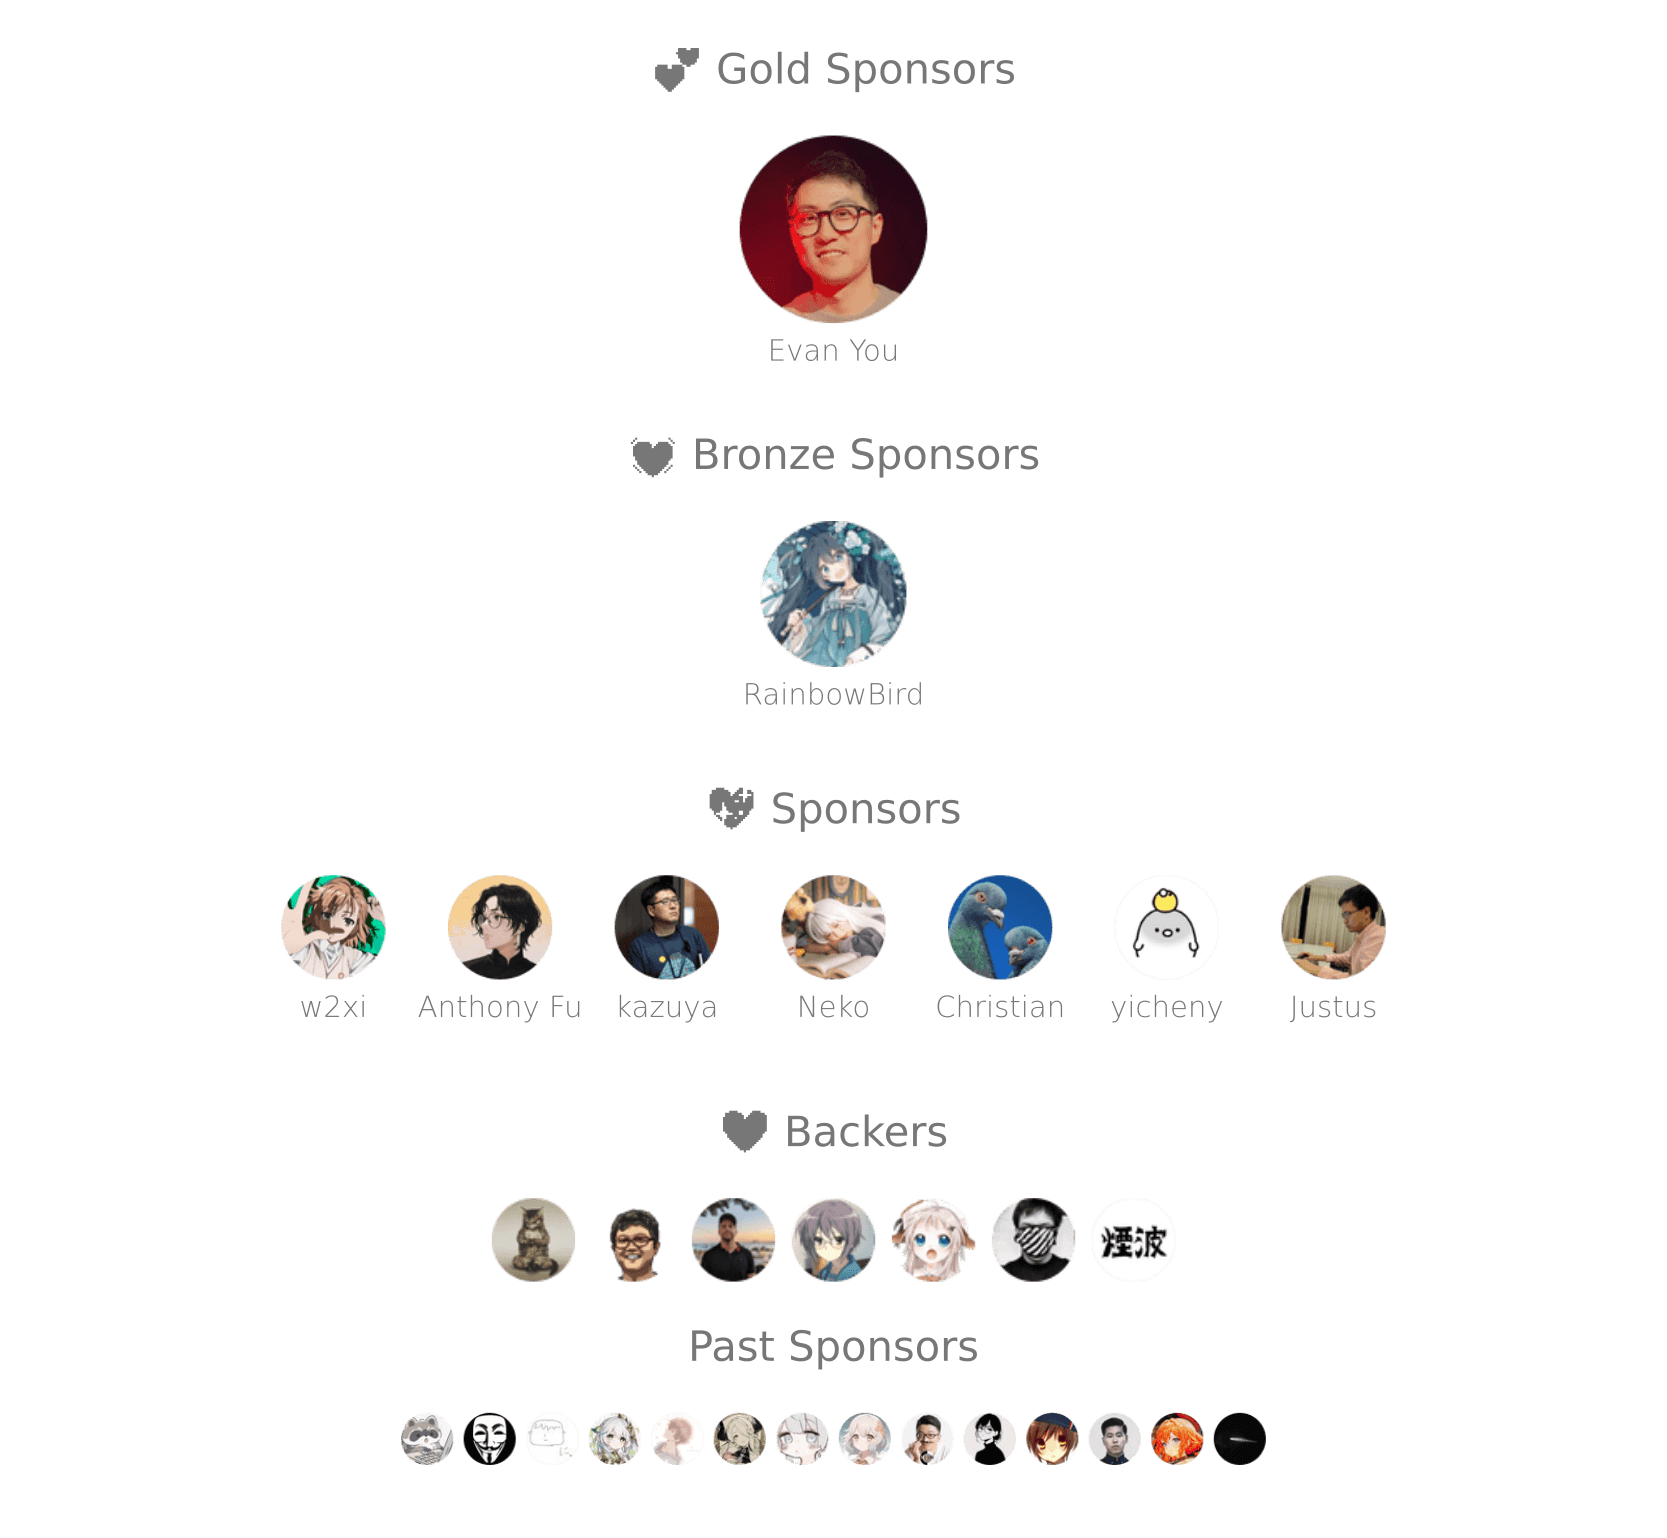 Gold Sponsors
Evan You
Bronze Sponsors
RainbowBird
Sponsors
w2xi Anthony Fu kazuya Neko Christian yicheny Justus
Backers
煙波
Past Sponsors